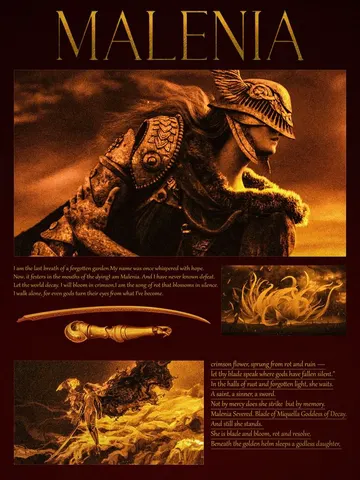 MALENIA
I am the last breath of a forgotten garden My name was once whispered with hope.
Now, it festers in the mouths of the dying I am Malenia. And I have never known defeat.
Let the world decay. I will bloom in crimson, I am the song of rot that blossoms in silence
I walk alone, for even gods turn their eyes from what I've become.
crimson flower, sprung from rot and ruin —
let thy blade speak where gods have fallen silent."
In the halls of rust and forgotten light, she waits.
A saint, a sinner, a sword.
Not by mercy does she strike but by memory.
Malenia Severed. Blade of Miquella Goddess of Decay.
And still she stands.
She is blade and bloom, rot and resolve,
Beneath the golden helm sleeps a godless daughter,